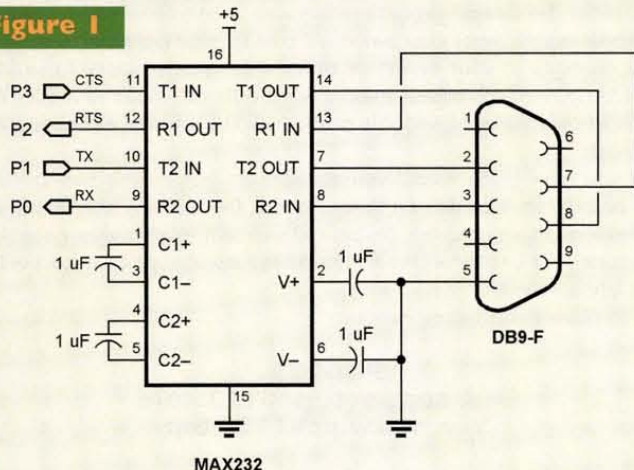 Figure 1
+5
16
P3 CTS 11 T1 IN T1 OUT 14
P2 RTS 12 R1 OUT R1 IN 13
P1 TX 10 T2 IN T2 OUT 7
P0 RX 9 R2 OUT R2 IN 8
1 C1+
1 uF
3 C1–
4 C2+
1 uF
5 C2–
V+ 2 1 uF
V– 6 1 uF
15
MAX232
1
2
3
4
5
6
7
8
9
DB9-F